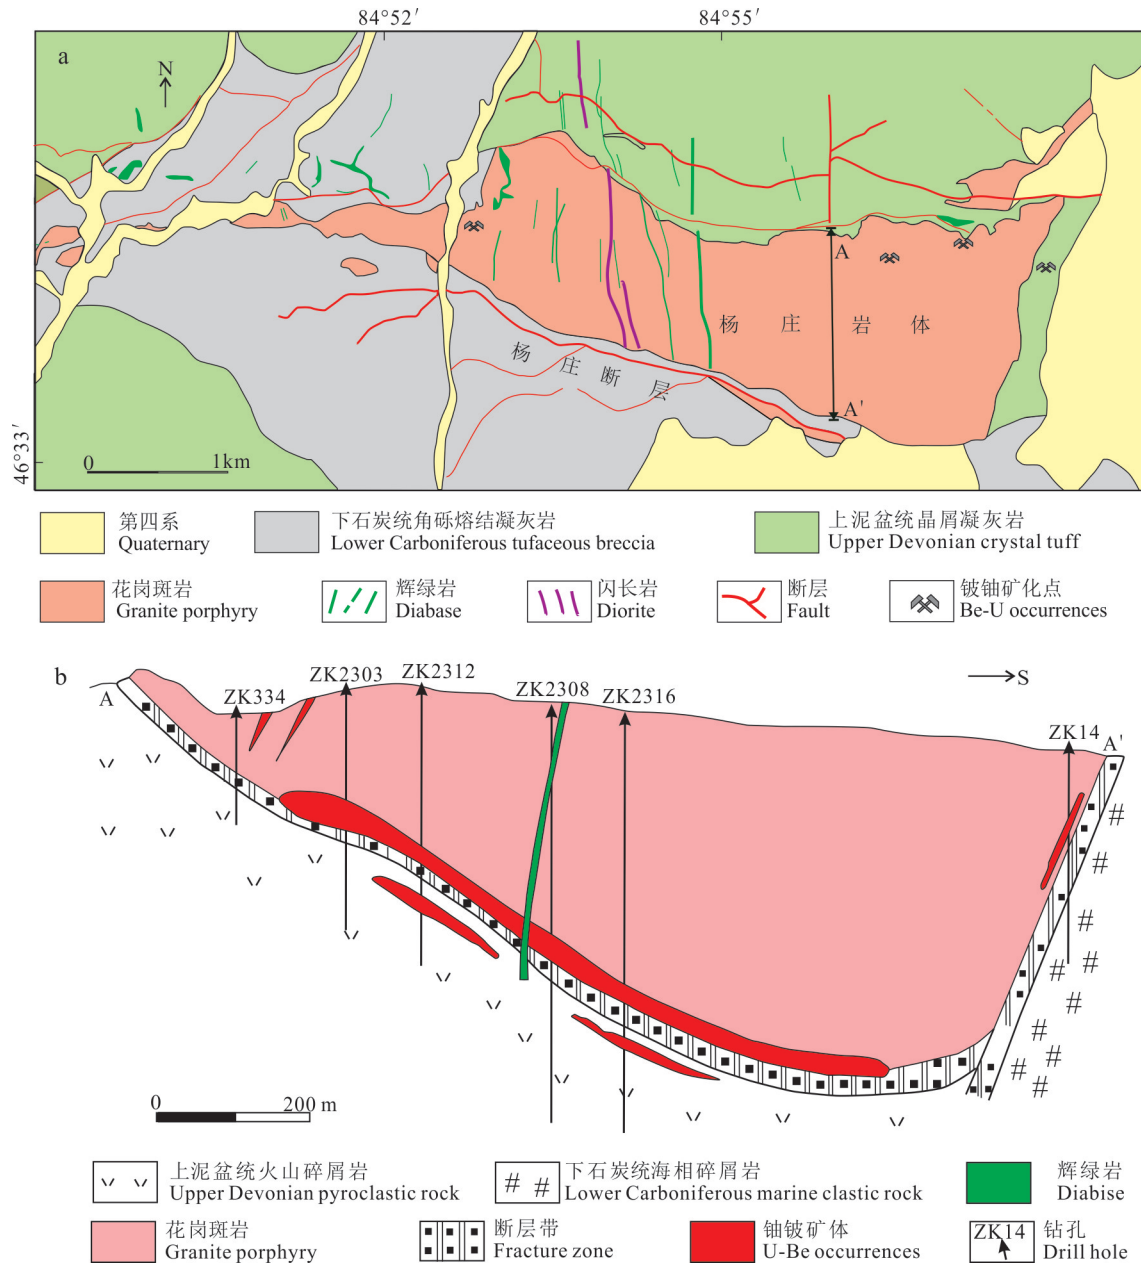 84°52′ 84°55′
a
N
A
杨庄岩体
杨庄断层
A'
46°33′
0 1km
第四系
Quaternary
下石炭统角砾熔结凝灰岩
Lower Carboniferous tufaceous breccia
上泥盆统晶屑凝灰岩
Upper Devonian crystal tuff
花岗斑岩
Granite porphyry
辉绿岩
Diabase
闪长岩
Diorite
断层
Fault
铍铀矿化点
Be-U occurrences
b
S
A
ZK334
ZK2303
ZK2312
ZK2308
ZK2316
ZK14
A'
0 200 m
上泥盆统火山碎屑岩
Upper Devonian pyroclastic rock
下石炭统海相碎屑岩
Lower Carboniferous marine clastic rock
辉绿岩
Diabise
花岗斑岩
Granite porphyry
断层带
Fracture zone
铀铍矿体
U-Be occurrences
ZK14
钻孔
Drill hole